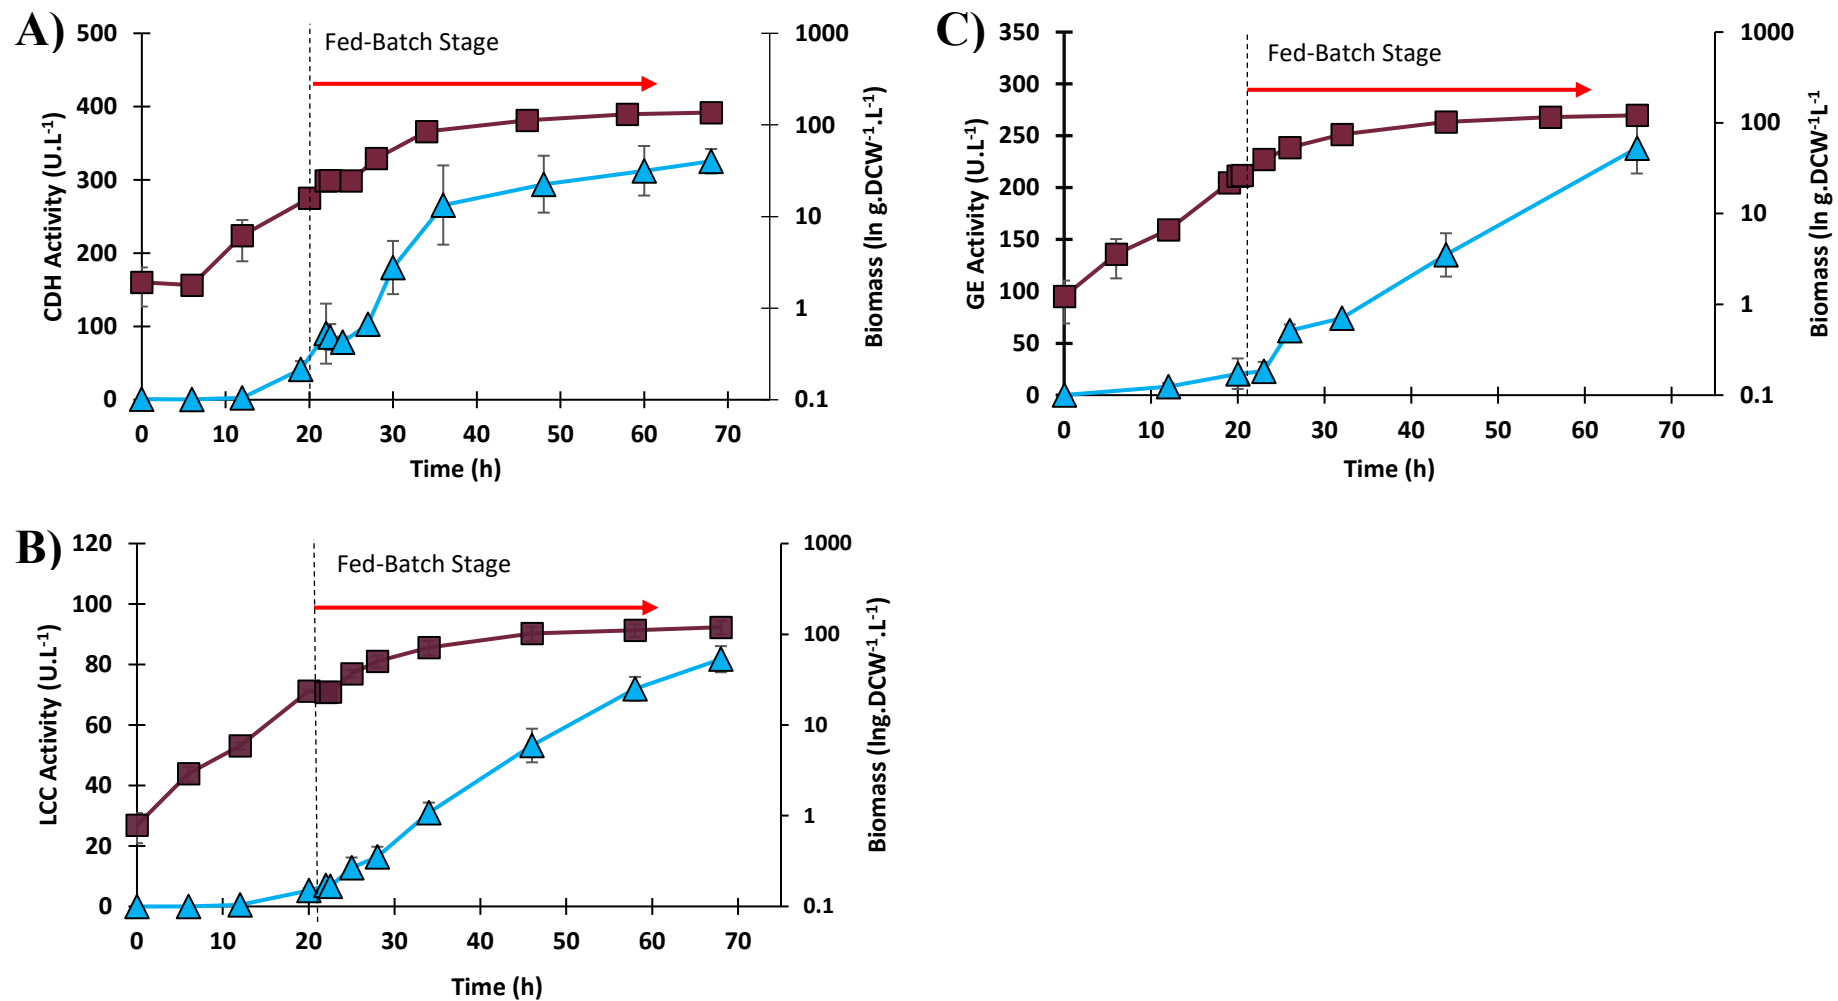 A)
500
400
300
200
100
0
CDH Activity (U.L-1)
Fed-Batch Stage
1000
100
10
1
0.1
Biomass (ln g.DCW-1.L-1)
0 10 20 30 40 50 60 70
Time (h)
C)
350
300
250
200
150
100
50
0
GE Activity (U.L-1)
Fed-Batch Stage
1000
100
10
1
0.1
Biomass (ln g.DCW-1L-1
0 10 20 30 40 50 60 70
Time (h)
B)
120
100
80
60
40
20
0
LCC Activity (U.L-1)
Fed-Batch Stage
1000
100
10
1
0.1
Biomass (lng.DCW-1.L-1)
0 10 20 30 40 50 60 70
Time (h)